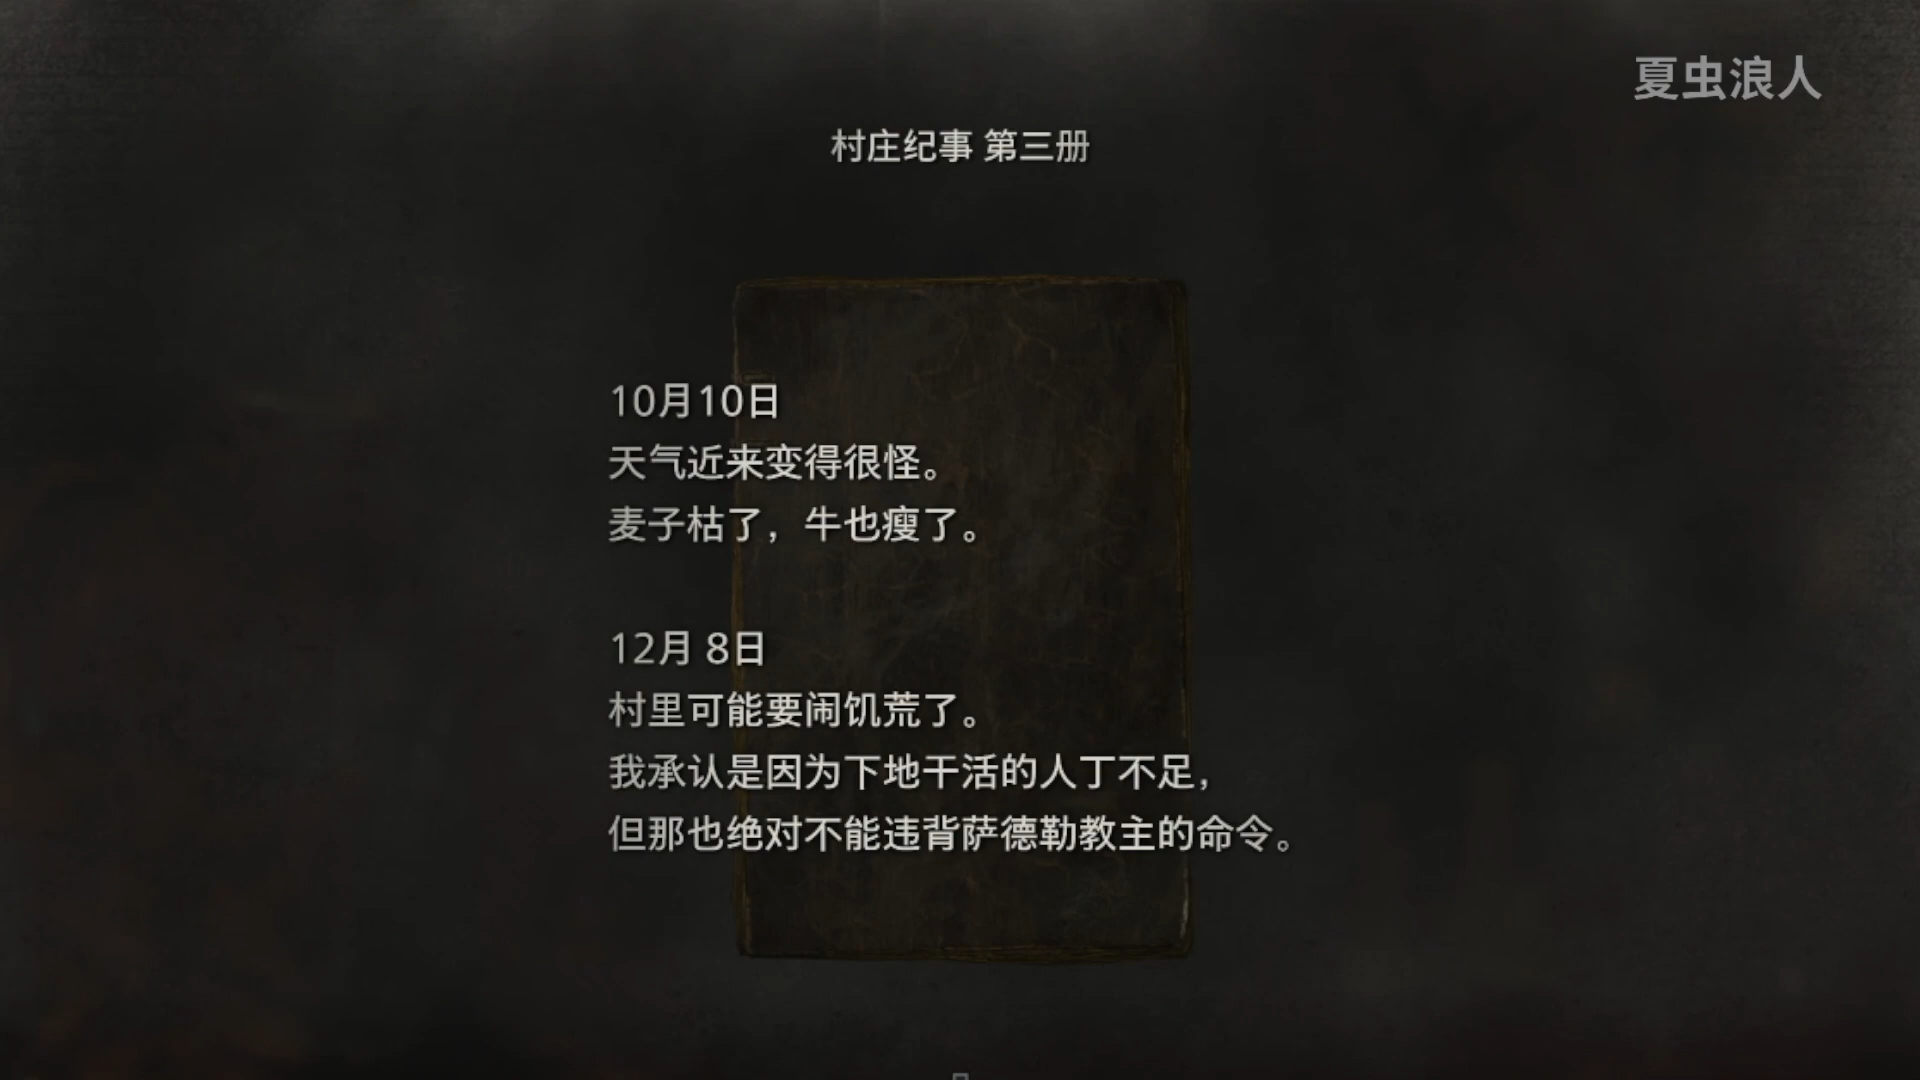 夏虫浪人
村庄纪事 第三册
10月10日
天气近来变得很怪。
麦子枯了，牛也瘦了。
12月 8日
村里可能要闹饥荒了。
我承认是因为下地干活的人丁不足，
但那也绝对不能违背萨德勒教主的命令。